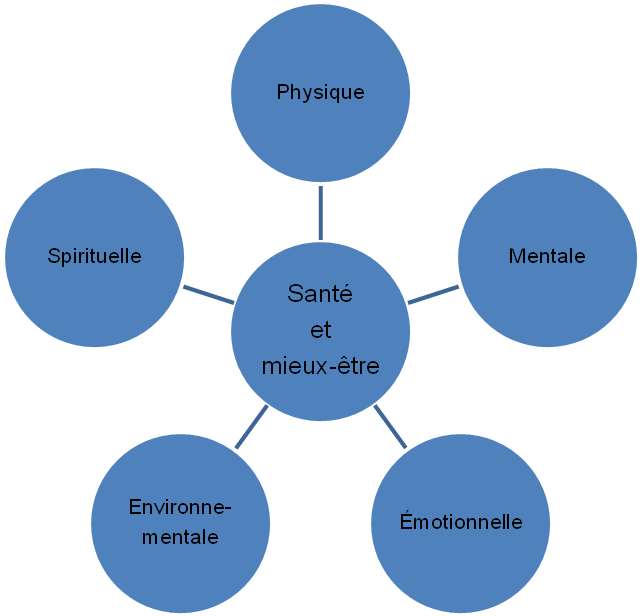 Physique
Spirituelle
Mentale
Santé
et
mieux-être
Environne-
mentale
Émotionnelle